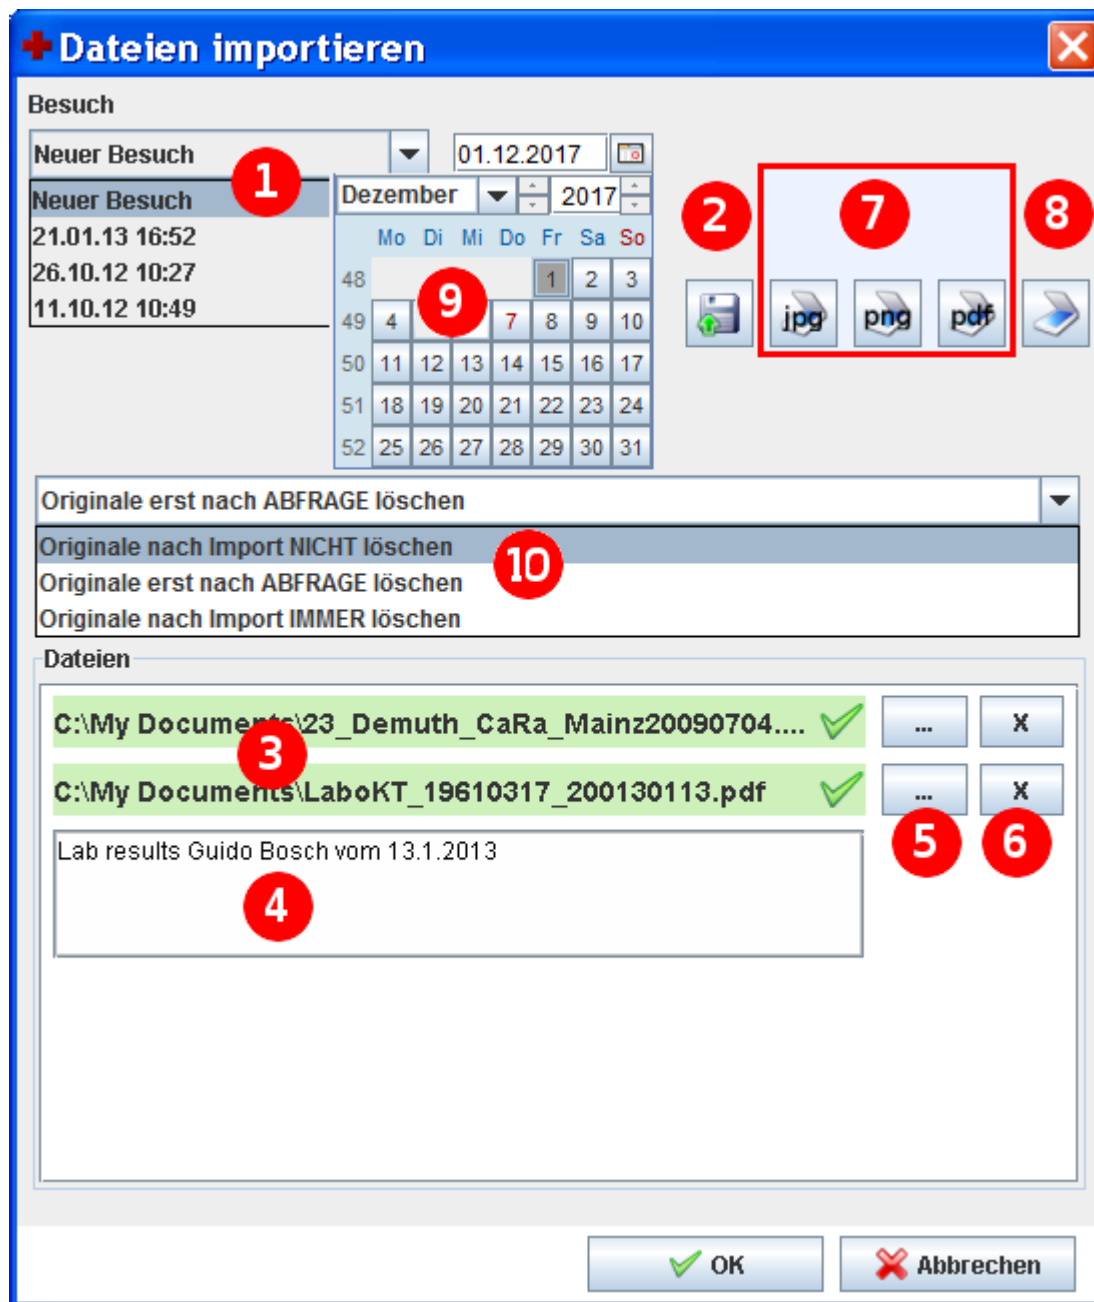 Dateien importieren
Besuch
Neuer Besuch 01.12.2017
Neuer Besuch
21.01.13 16:52
26.10.12 10:27
11.10.12 10:49
1
Dezember 2017
Mo Di Mi Do Fr Sa So
48 1 2 3
49 4 7 8 9 10
50 11 12 13 14 15 16 17
51 18 19 20 21 22 23 24
52 25 26 27 28 29 30 31
9
2 7 8
jpg png pdf
Originale erst nach ABFRAGE löschen
Originale nach Import NICHT löschen
Originale erst nach ABFRAGE löschen
Originale nach Import IMMER löschen
10
Dateien
C:\My Documents\23_Demuth_CaRa_Mainz20090704.... ... X
3
C:\My Documents\LaboKT_19610317_200130113.pdf ... X
5 6
Lab results Guido Bosch vom 13.1.2013
4
OK Abbrechen